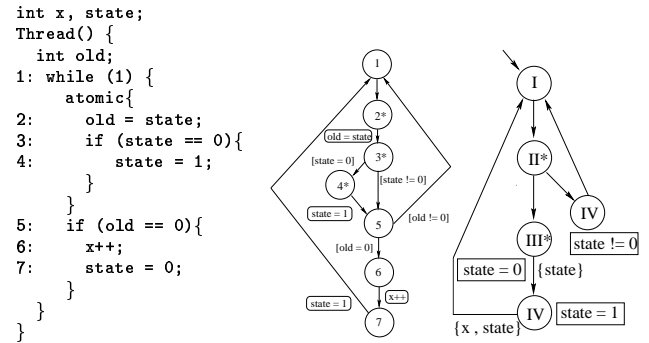 int x, state;
Thread() {
int old;
1: while (1) {
atomic{
2: old = state;
3: if (state == 0){
4: state = 1;
}
}
5: if (old == 0){
6: x++;
7: state = 0;
}
}
}
1
2*
old = state
3*
[state = 0]
4*
[state != 0]
state = 1
5
[old != 0]
[old = 0]
6
x++
state = 1
7
I
II*
IV
state != 0
III*
state = 0
{state}
IV
state = 1
{x , state}